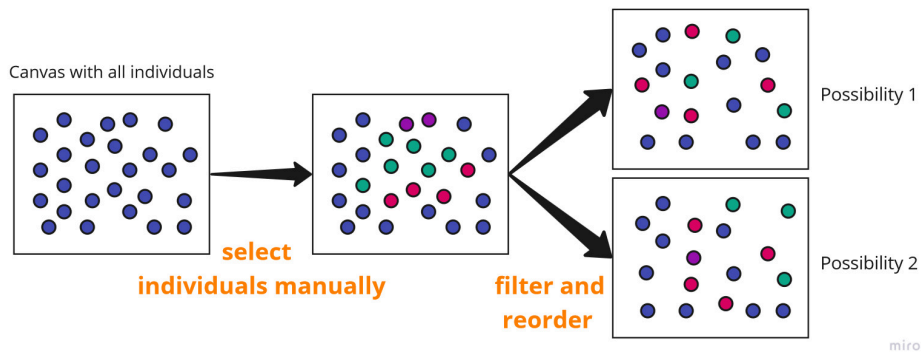 Canvas with all individuals
select
individuals manually
filter and
reorder
Possibility 1
Possibility 2
miro